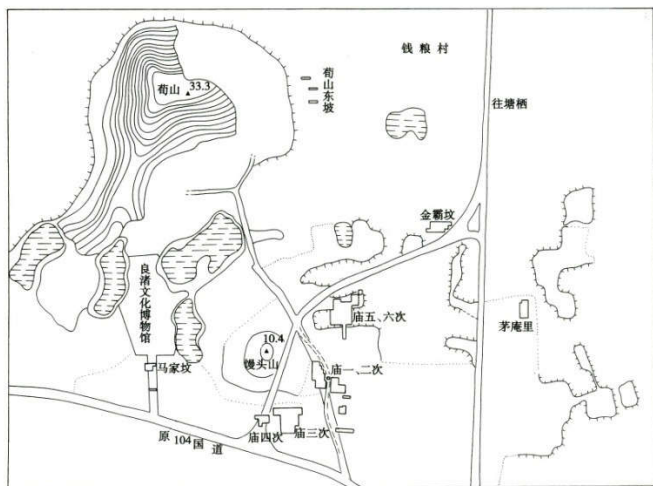 钱粮村
荀山
33.3
荀山东坡
往塘栖
金霸坟
良渚文化博物馆
庙五、六次
茅庵里
10.4
馒头山
马家坟
庙一、二次
庙四次
庙三次
原104国道